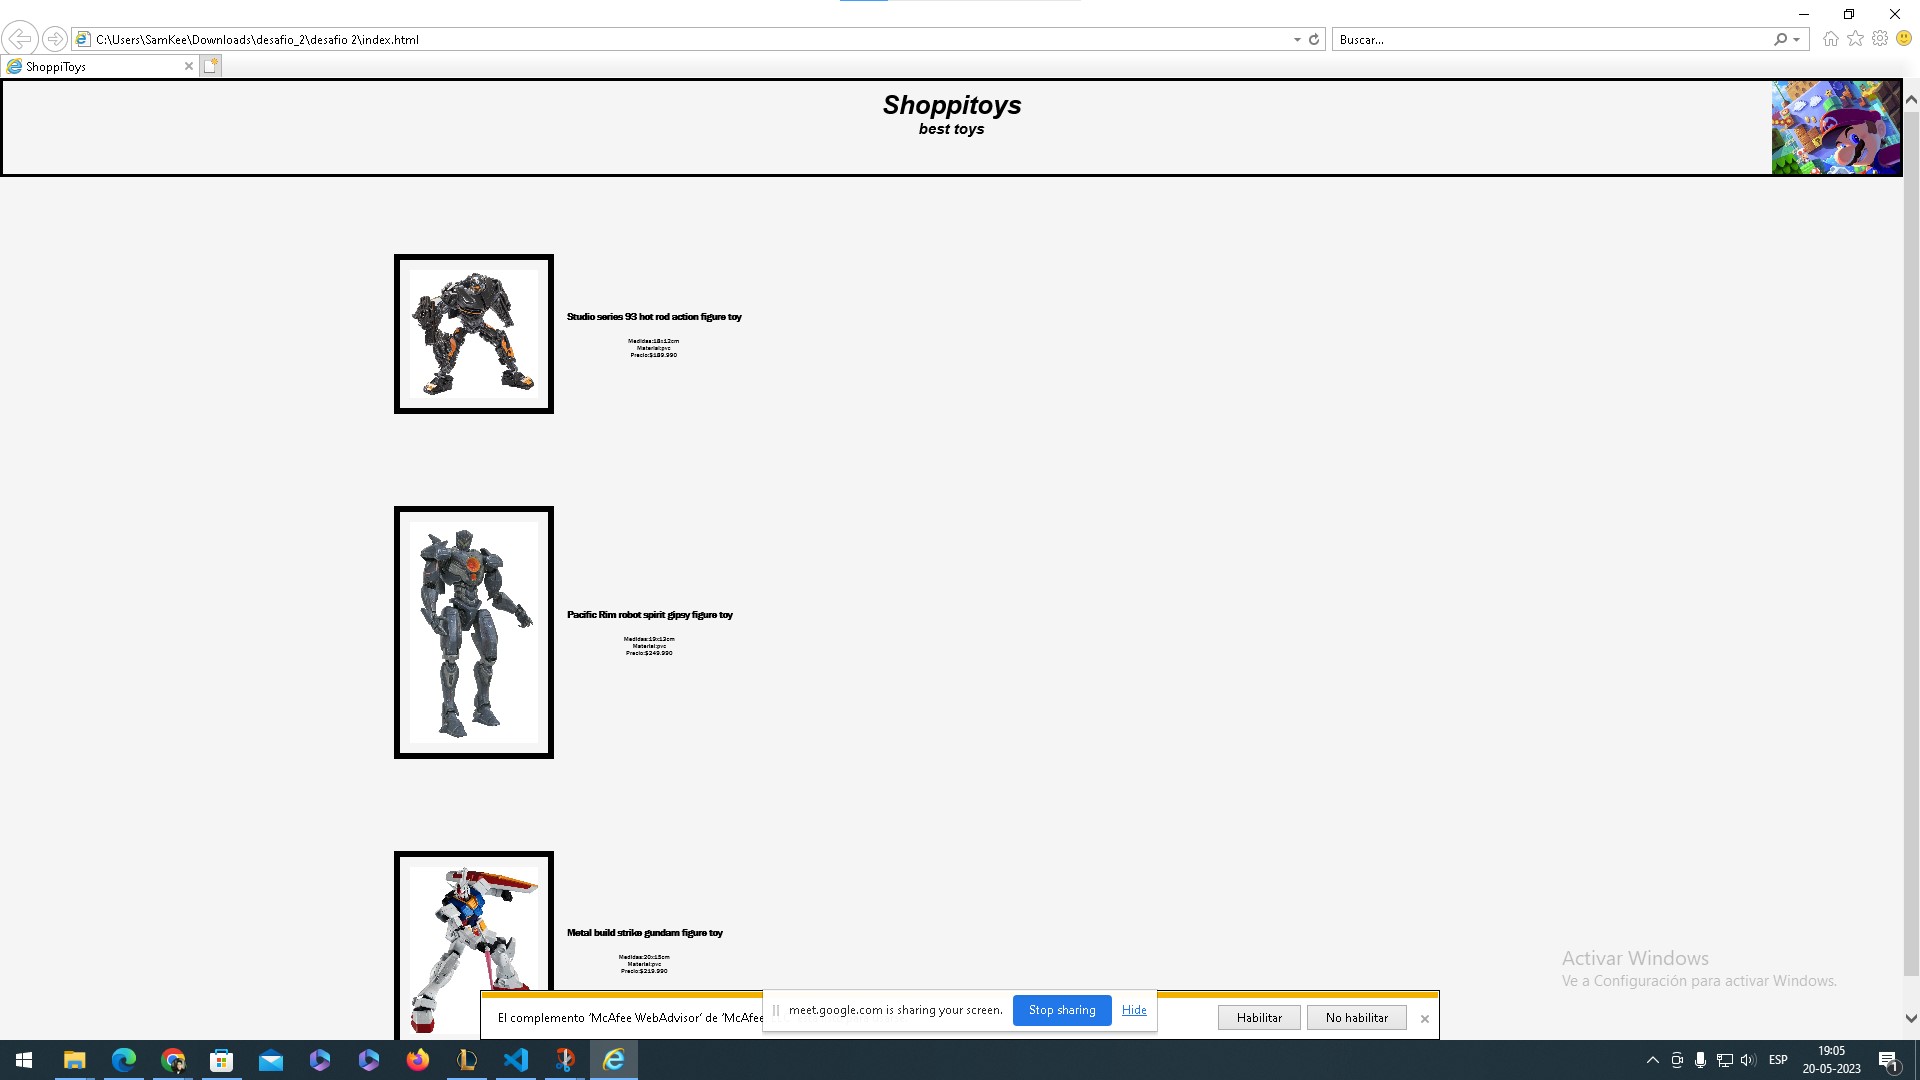 C:\Users\SamKee\Downloads\desafio_2\desafio 2\index.html
Buscar...
ShoppiToys
Shoppitoys
best toys
Studio series 93 hot rod action figure toy
Medidas:18x12cm
Material:pvc
Precio:$189.990
Pacific Rim robot spirit gipsy figure toy
Medidas:19x13cm
Material:pvc
Precio:$249.990
Metal build strike gundam figure toy
Medidas:20x15cm
Material:pvc
Precio:$219.990
Activar Windows
Ve a Configuración para activar Windows.
El complemento 'McAfee WebAdvisor' de 'McAfee
meet.google.com is sharing your screen.
Stop sharing
Hide
Habilitar
No habilitar
ESP
19:05
20-05-2023
1